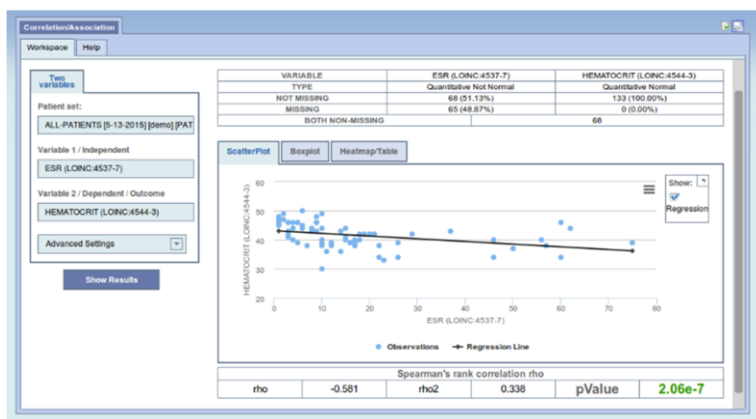 Correlation/Association
Workspace Help
Two variables
Patient set:
ALL-PATIENTS [5-13-2015] [demo] [PAT
Variable 1 / Independent
ESR (LOINC:4537-7)
Variable 2 / Dependent / Outcome
HEMATOCRIT (LOINC:4544-3)
Advanced Settings
Show Results
VARIABLE ESR (LOINC:4537-7) HEMATOCRIT (LOINC:4544-3)
TYPE Quantitative Not Normal Quantitative Normal
NOT MISSING 68 (51.13%) 133 (100.00%)
MISSING 65 (48.87%) 0 (0.00%)
BOTH NON-MISSING 68
ScatterPlot Boxplot Heatmap/Table
Show:
Regression
HEMATOCRIT (LOINC:4544-3)
60
50
40
30
20
0 10 20 30 40 50 60 70 80
ESR (LOINC:4537-7)
Observations Regression Line
Spearman's rank correlation rho
rho -0.581 rho2 0.338 pValue 2.06e-7